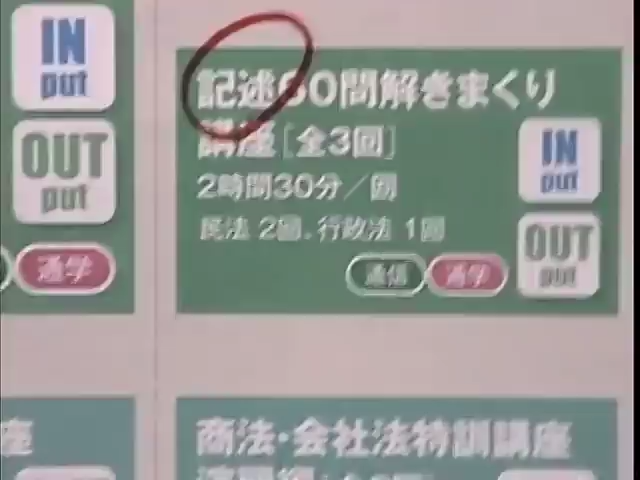 IN
put
OUT
put
通学
記述60問解きまくり
講座[全3回]
2時間30分/回
民法 2回、行政法 1回
通信 通学
IN
put
OUT
put
座
商法・会社法特訓講座